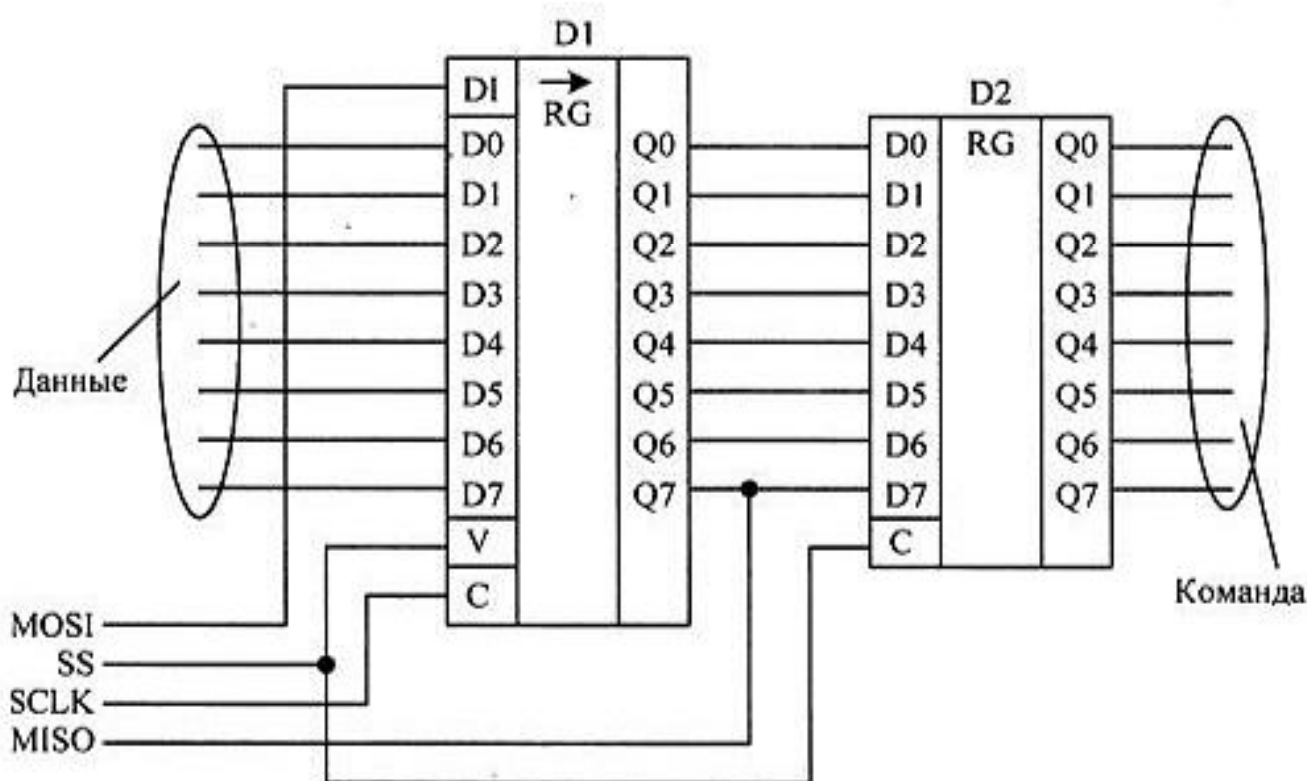 D1
DI
RG
D2
D0 Q0 D0 RG Q0
D1 Q1 D1 Q1
D2 Q2 D2 Q2
D3 Q3 D3 Q3
D4 Q4 D4 Q4
Данные
D5 Q5 D5 Q5
D6 Q6 D6 Q6
D7 Q7 D7 Q7
V C
C
Команда
MOSI
SS
SCLK
MISO